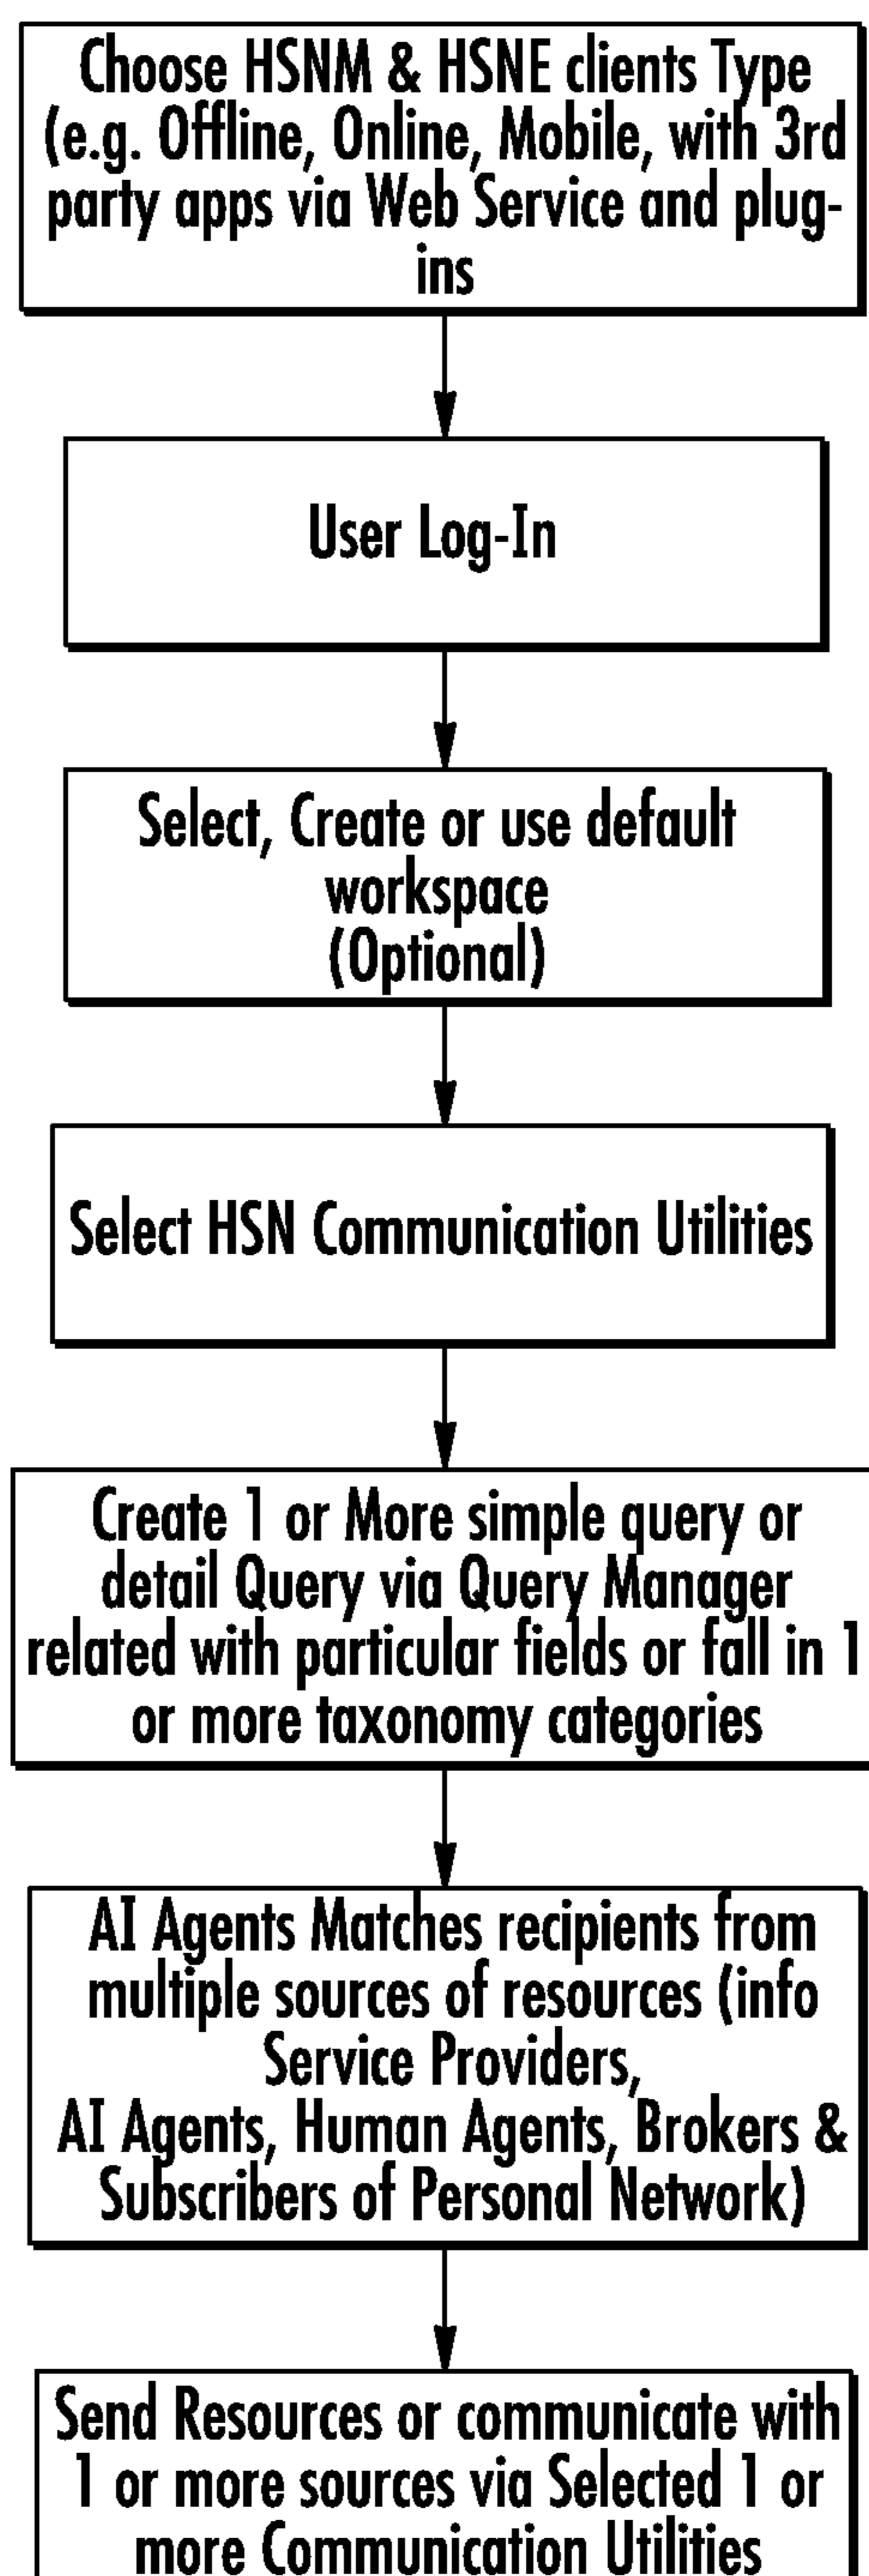 Choose HSNM & HSNE clients Type
(e.g. Offline, Online, Mobile, with 3rd
party apps via Web Service and plug-
ins
User Log-In
Select, Create or use default
workspace
(Optional)
Select HSN Communication Utilities
Create 1 or More simple query or
detail Query via Query Manager
related with particular fields or fall in 1
or more taxonomy categories
AI Agents Matches recipients from
multiple sources of resources (info
Service Providers,
AI Agents, Human Agents, Brokers &
Subscribers of Personal Network)
Send Resources or communicate with
1 or more sources via Selected 1 or
more Communication Utilities